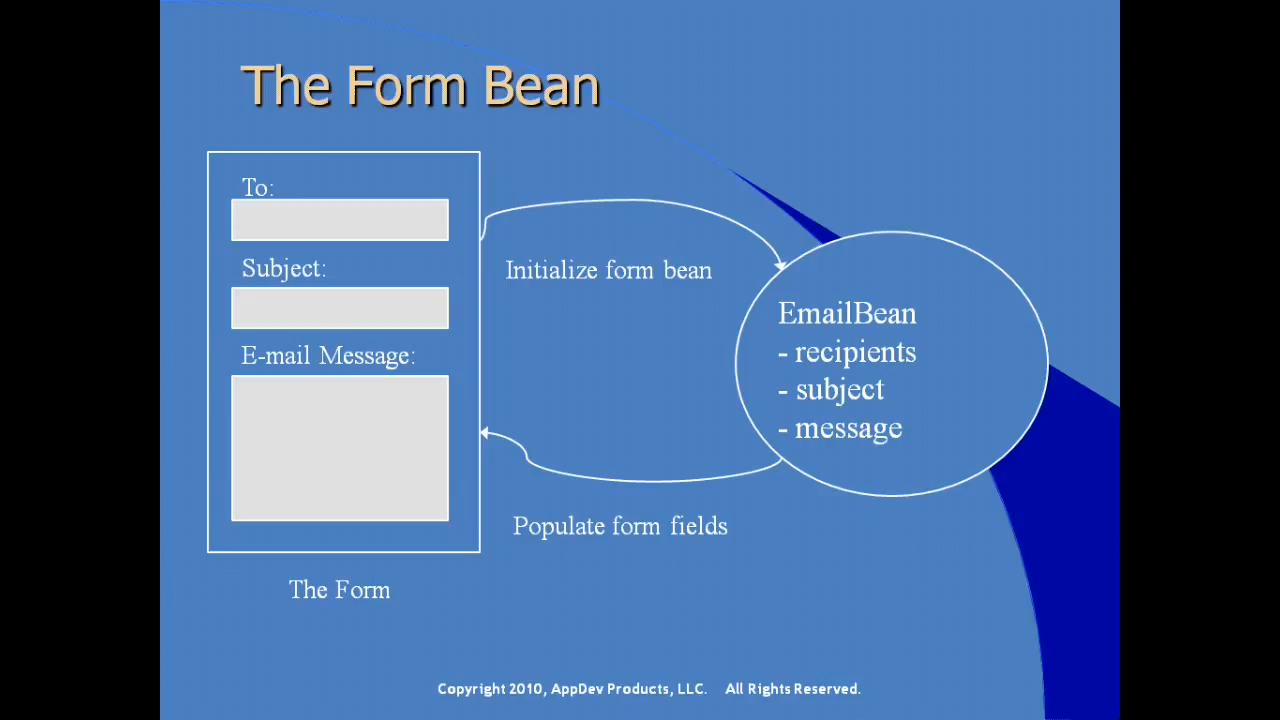 The Form Bean
To:
Subject:
E-mail Message:
The Form
Initialize form bean
Populate form fields
EmailBean
- recipients
- subject
- message
Copyright 2010, AppDev Products, LLC. All Rights Reserved.